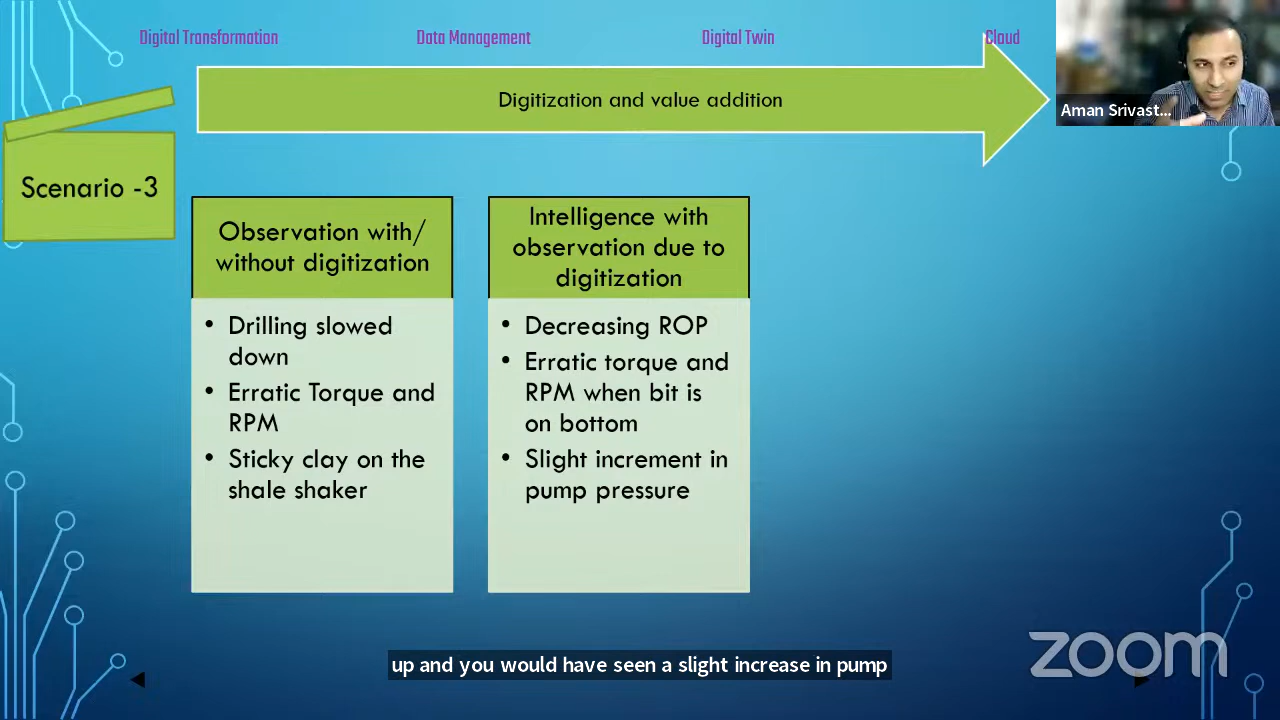 Digital Transformation
Data Management
Digital Twin
Cloud
Digitization and value addition
Aman Srivast...
Scenario -3
Observation with/
without digitization
• Drilling slowed
down
• Erratic Torque and
RPM
• Sticky clay on the
shale shaker
Intelligence with
observation due to
digitization
• Decreasing ROP
• Erratic torque and
RPM when bit is
on bottom
• Slight increment in
pump pressure
zoom
up and you would have seen a slight increase in pump